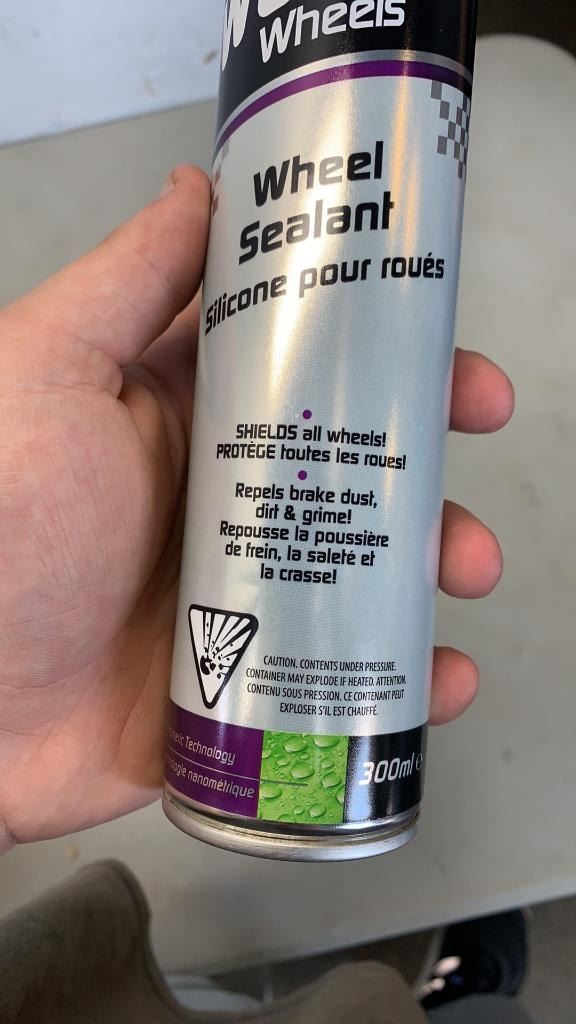 Wheels
Wheel
Sealant
Silicone pour roués
SHIELDS all wheels!
PROTÈGE toutes les roues!
Repels brake dust,
dirt & grime!
Repousse la poussière
de frein, la saleté et
la crasse!
CAUTION. CONTENTS UNDER PRESSURE.
CONTAINER MAY EXPLODE IF HEATED. ATTENTION.
CONTENU SOUS PRESSION. CE CONTENANT PEUT
EXPLOSER S'IL EST CHAUFFÉ.
Technology
nanométrique
300ml e